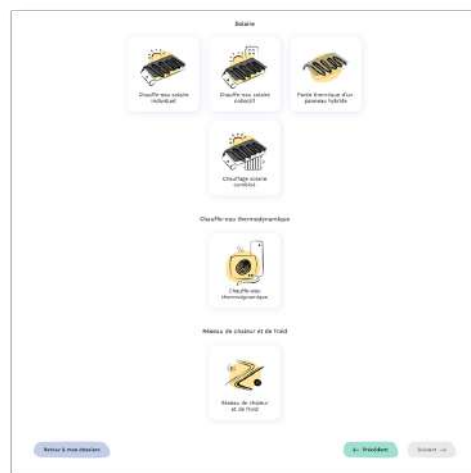 Solaire
Chauffe-eau solaire
individuel
Chauffe-eau solaire
collectif
Partie thermique d'un
panneau hybride
Chauffage solaire
combiné
Chauffe-eau thermodynamique
Chauffe-eau
thermodynamique
Réseau de chaleur et de froid
Réseau de chaleur
et de froid
Retour à mes dossiers
← Précédent
Suivant →